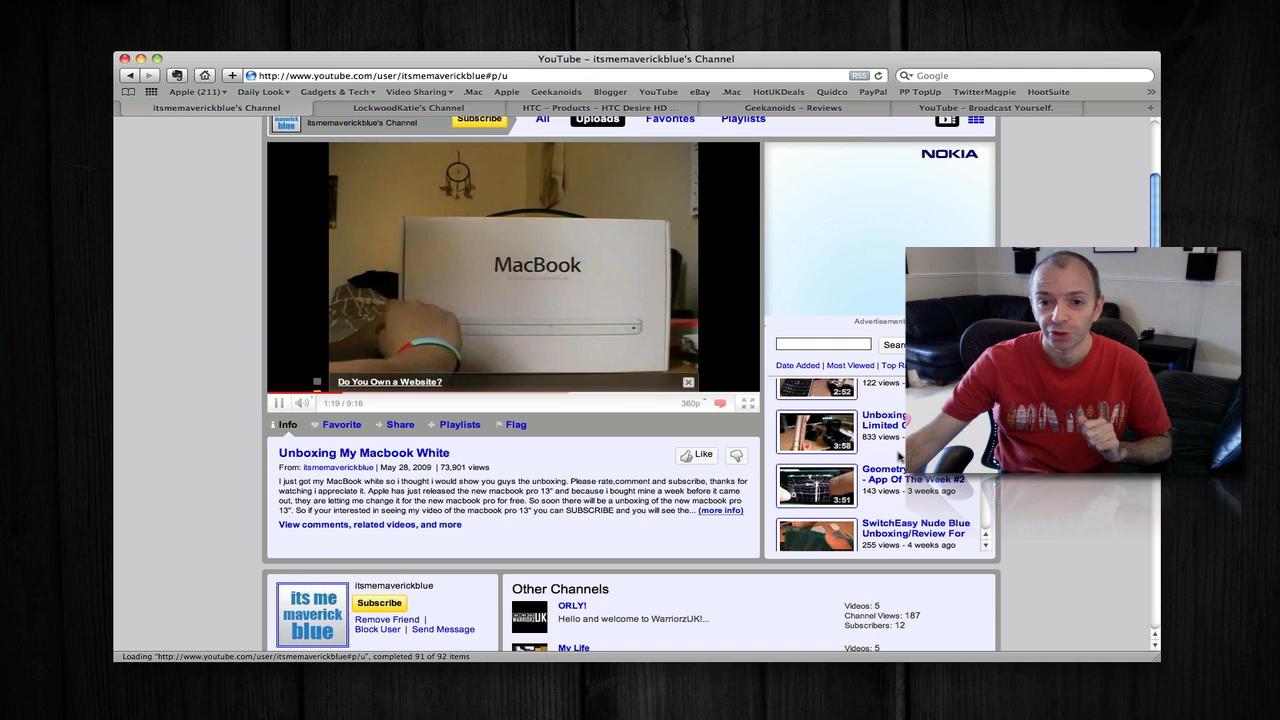 YouTube – itsmemaverickblue's Channel
http://www.youtube.com/user/itsmemaverickblue#p/u
RSS
Google
Apple (211)
Daily Look
Gadgets & Tech
Video Sharing
.Mac
Apple
Geekanoids
Blogger
YouTube
eBay
.Mac
HotUKDeals
Quidco
PayPal
PP TopUp
TwitterMagpie
HootSuite
itsmemaverickblue's Channel
LockwoodKatie's Channel
HTC – Products – HTC Desire HD ...
Geekanoids – Reviews
YouTube – Broadcast Yourself.
maverick
blue
itsmemaverickblue's Channel
Subscribe
All
Uploads
Favorites
Playlists
NOKIA
MacBook
Do You Own a Website?
1:19 / 9:18
360p
Advertisement
Date Added | Most Viewed | Top
2:52
122 views -
3:58
Unboxing
Limited
833 views -
3:51
Geometry
- App Of The Week #2
143 views - 3 weeks ago
SwitchEasy Nude Blue
Unboxing/Review For
255 views - 4 weeks ago
Info
Favorite
Share
Playlists
Flag
Unboxing My Macbook White
Like
From: itsmemaverickblue | May 28, 2009 | 73,901 views
I just got my MacBook white so i thought i would show you guys the unboxing. Please rate,comment and subscribe, thanks for
watching i appreciate it. Apple has just released the new macbook pro 13" and because i bought mine a week before it came
out, they are letting me change it for the new macbook pro for free. So soon there will be a unboxing of the new macbook pro
13". So if your interested in seeing my video of the macbook pro 13" you can SUBSCRIBE and you will see the... (more info)
View comments, related videos, and more
its me
maverick
blue
itsmemaverickblue
Subscribe
Remove Friend |
Block User | Send Message
Other Channels
WARRIORZUK
ORLY!
Hello and welcome to WarriorzUK!...
Videos: 5
Channel Views: 187
Subscribers: 12
My Life
Videos: 5
Loading "http://www.youtube.com/user/itsmemaverickblue#p/u", completed 91 of 92 items